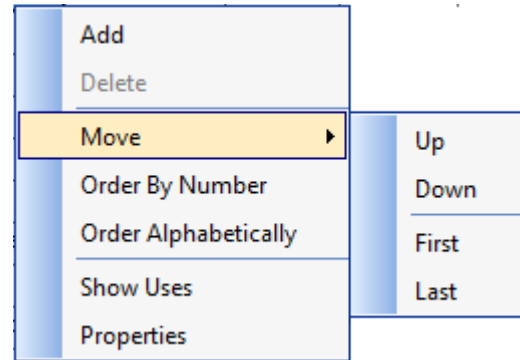 Add
Delete
Move
Order By Number
Order Alphabetically
Show Uses
Properties
Up
Down
First
Last